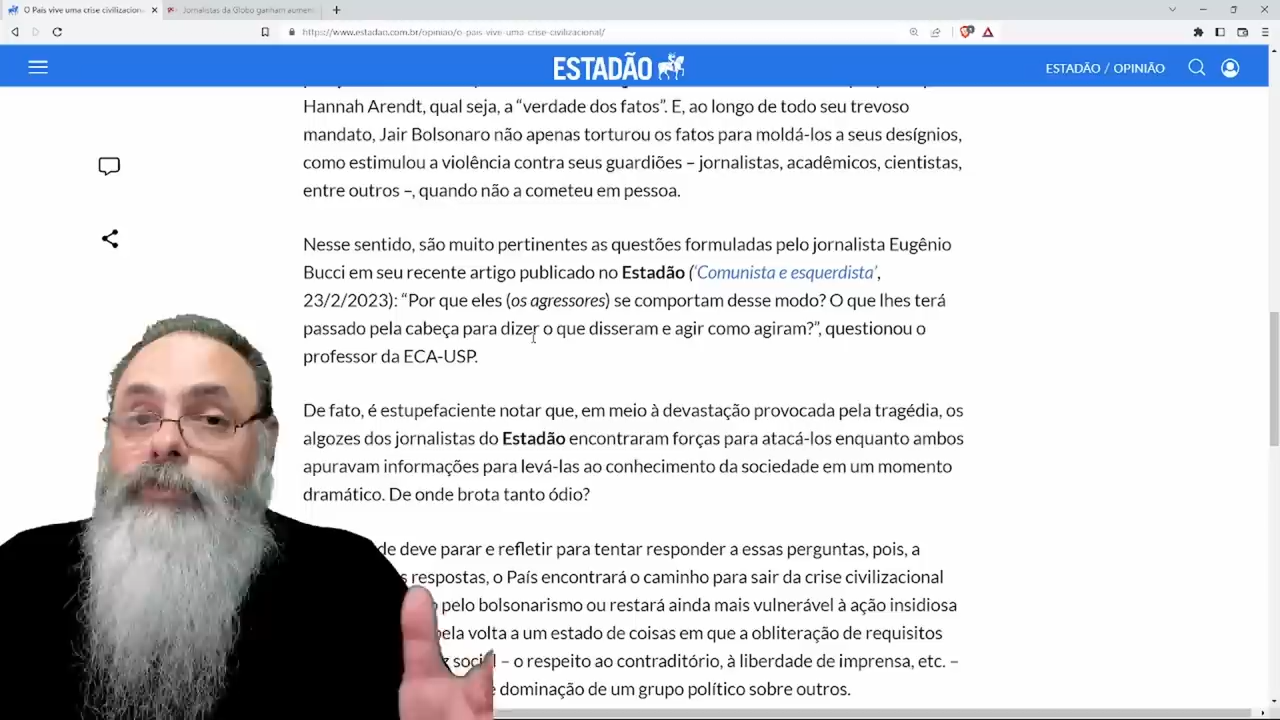 O País vive uma crise civilizacion
Jornalistas da Globo ganham aumen
https://www.estadao.com.br/opiniao/o-pais-vive-uma-crise-civilizacional/
ESTADÃO
ESTADÃO / OPINIÃO
Hannah Arendt, qual seja, a “verdade dos fatos”. E, ao longo de todo seu trevoso
mandato, Jair Bolsonaro não apenas torturou os fatos para moldá-los a seus desígnios,
como estimulou a violência contra seus guardiões – jornalistas, acadêmicos, cientistas,
entre outros –, quando não a cometeu em pessoa.
Nesse sentido, são muito pertinentes as questões formuladas pelo jornalista Eugênio
Bucci em seu recente artigo publicado no Estadão (‘Comunista e esquerdista’,
23/2/2023): “Por que eles (os agressores) se comportam desse modo? O que lhes terá
passado pela cabeça para dizer o que disseram e agir como agiram?”, questionou o
professor da ECA-USP.
De fato, é estupefaciente notar que, em meio à devastação provocada pela tragédia, os
algozes dos jornalistas do Estadão encontraram forças para atacá-los enquanto ambos
apuravam informações para levá-las ao conhecimento da sociedade em um momento
dramático. De onde brota tanto ódio?
de deve parar e refletir para tentar responder a essas perguntas, pois, a
s respostas, o País encontrará o caminho para sair da crise civilizacional
o pelo bolsonarismo ou restará ainda mais vulnerável à ação insidiosa
pela volta a um estado de coisas em que a obliteração de requisitos
z social – o respeito ao contraditório, à liberdade de imprensa, etc. –
e dominação de um grupo político sobre outros.